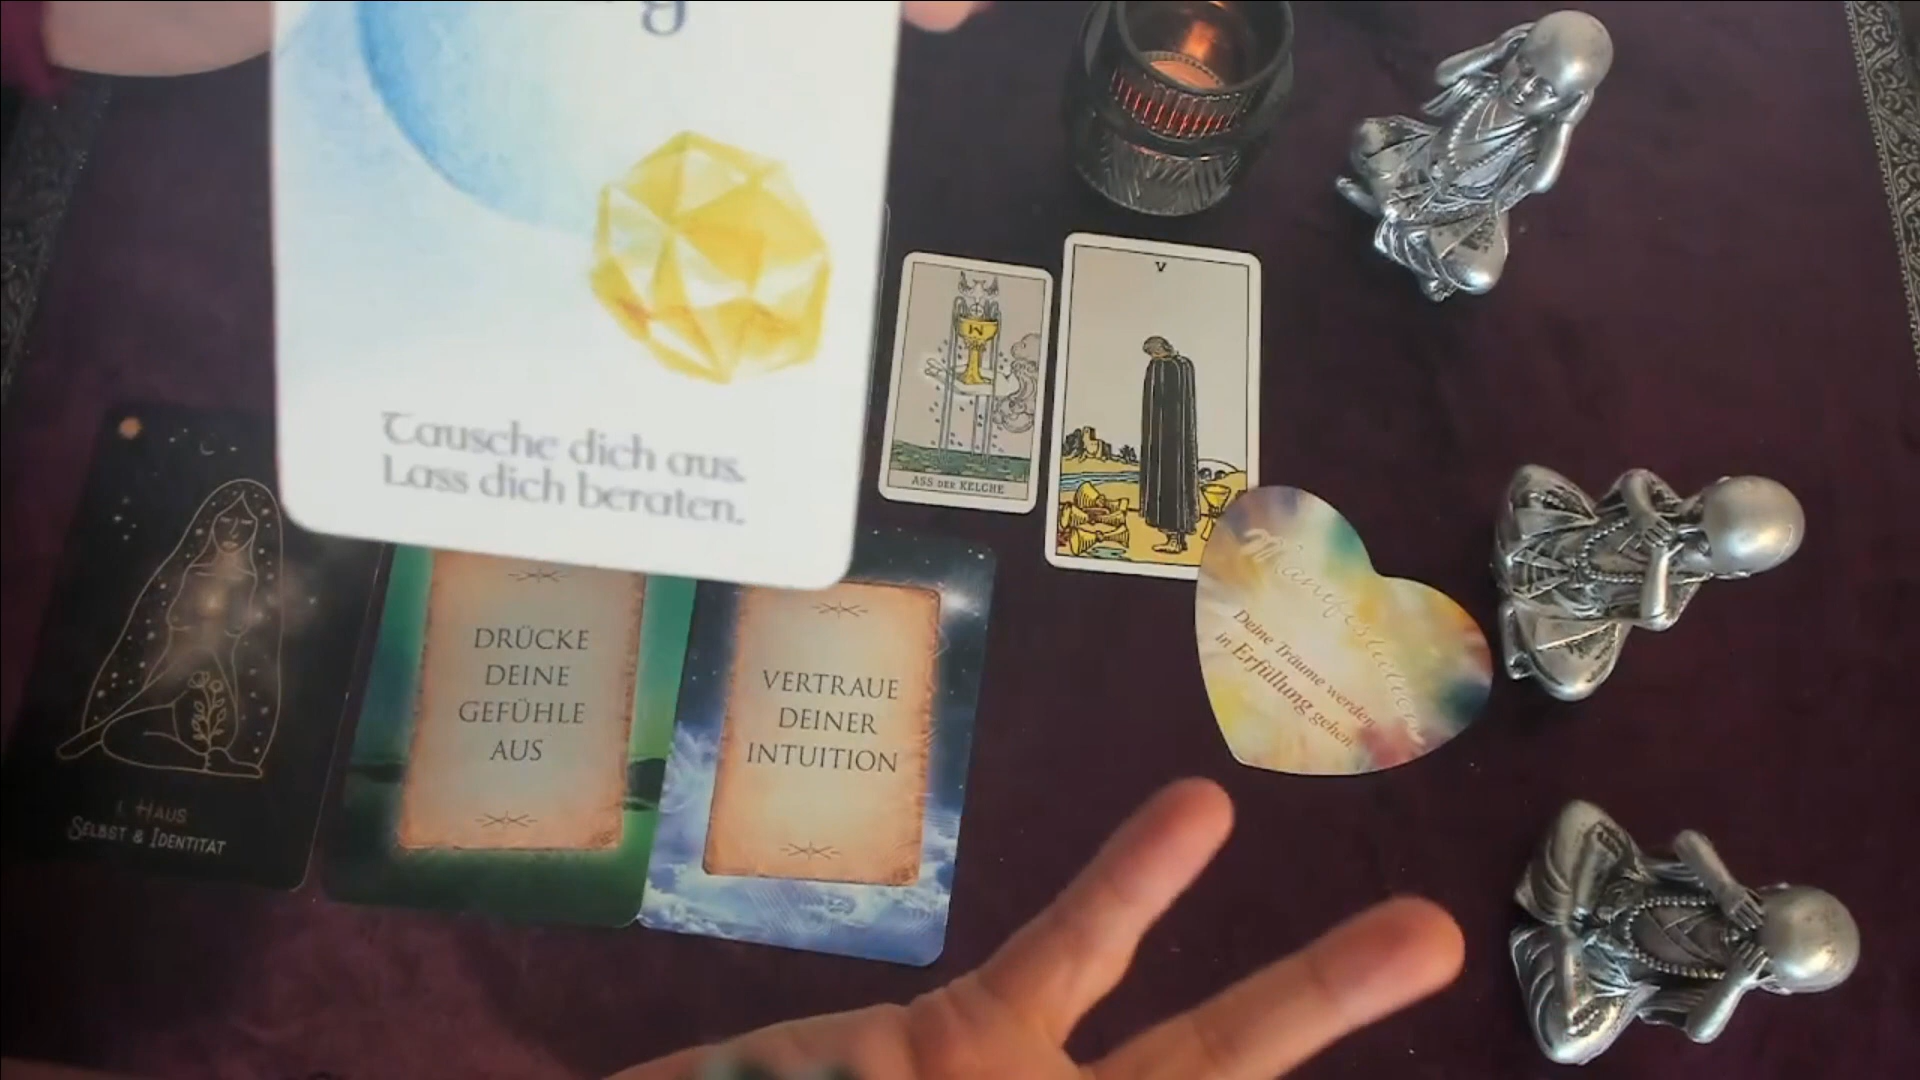 Tausche dich aus.
Lass dich beraten.
ASS DER KELCHE
V
Manifestation
Deine Träume werden
in Erfüllung gehen.
1. HAUS
SELBST & IDENTITÄT
DRÜCKE
DEINE
GEFÜHLE
AUS
VERTRAUE
DEINER
INTUITION